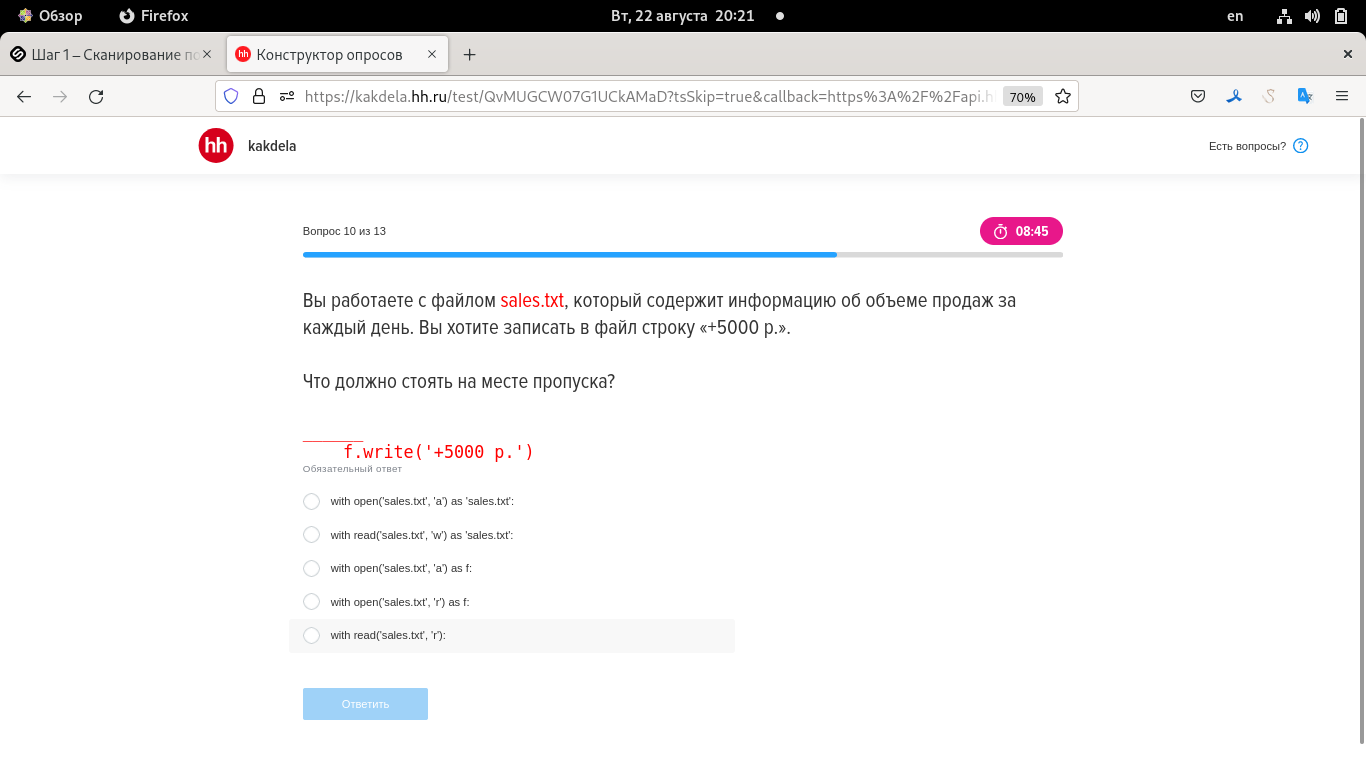 Обзор Firefox Вт, 22 августа 20:21 en
Шаг 1 – Сканирование по Конструктор опросов
https://kakdela.hh.ru/test/QvMUGCW07G1UCkAMaD?tsSkip=true&callback=https%3A%2F%2Fapi.h 70%
hh kakdela Есть вопросы?
Вопрос 10 из 13 08:45
Вы работаете с файлом sales.txt, который содержит информацию об объеме продаж за
каждый день. Вы хотите записать в файл строку «+5000 р.».
Что должно стоять на месте пропуска?
______
f.write('+5000 р.')
Обязательный ответ
with open('sales.txt', 'a') as 'sales.txt':
with read('sales.txt', 'w') as 'sales.txt':
with open('sales.txt', 'a') as f:
with open('sales.txt', 'r') as f:
with read('sales.txt', 'r'):
Ответить